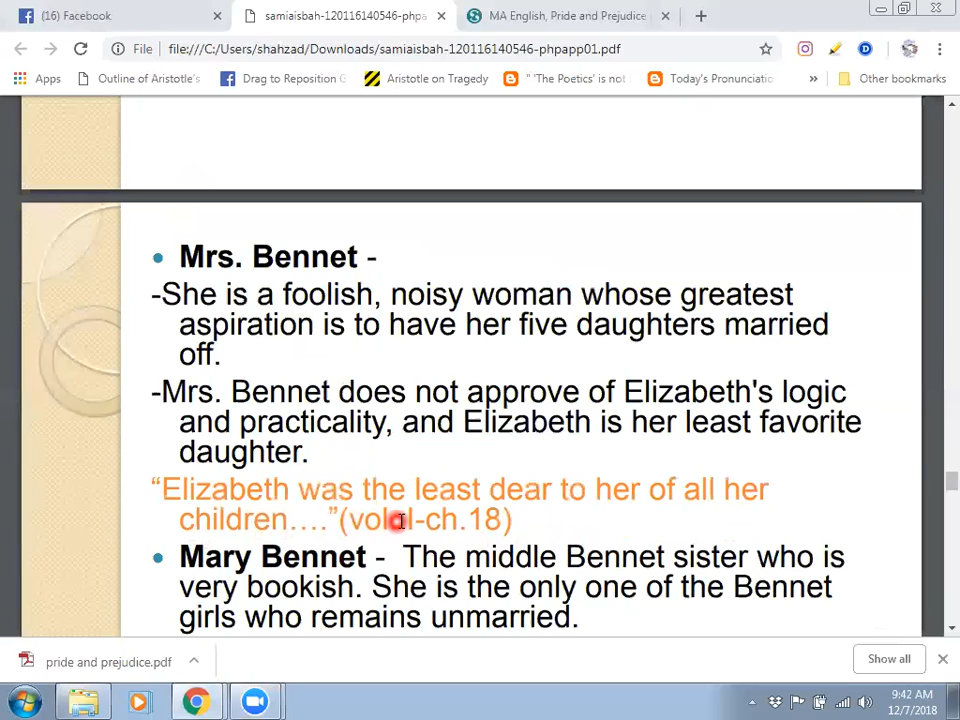 (16) Facebook
samiaisbah-120116140546-phpa
MA English, Pride and Prejudice
File
file:///C:/Users/shahzad/Downloads/samiaisbah-120116140546-phpapp01.pdf
Apps
Outline of Aristotle's
Drag to Reposition C
Aristotle on Tragedy
" 'The Poetics' is not
Today's Pronunciatio
»
Other bookmarks
• Mrs. Bennet -
-She is a foolish, noisy woman whose greatest
aspiration is to have her five daughters married
off.
-Mrs. Bennet does not approve of Elizabeth's logic
and practicality, and Elizabeth is her least favorite
daughter.
“Elizabeth was the least dear to her of all her
children….”(vol-I-ch.18)
• Mary Bennet - The middle Bennet sister who is
very bookish. She is the only one of the Bennet
girls who remains unmarried.
pride and prejudice.pdf
Show all
9:42 AM
12/7/2018